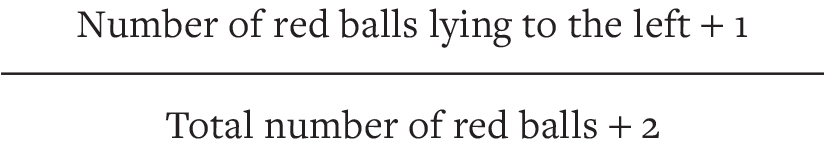 Number of red balls lying to the left + 1
Total number of red balls + 2